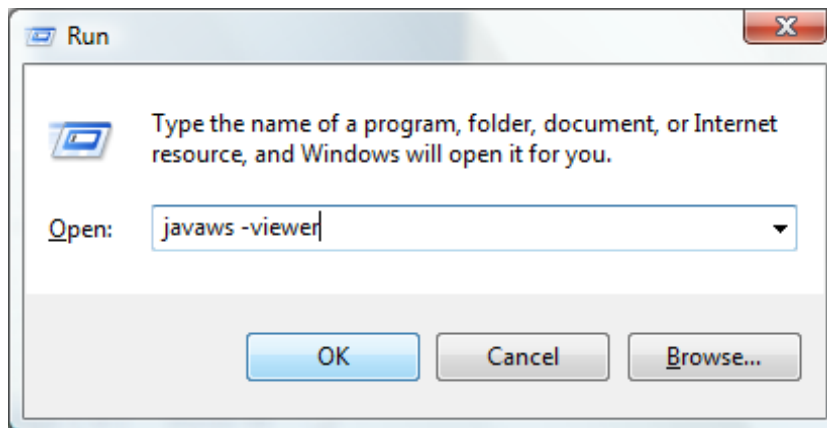 Run
Type the name of a program, folder, document, or Internet
resource, and Windows will open it for you.
Open: javaws -viewer
OK Cancel Browse...